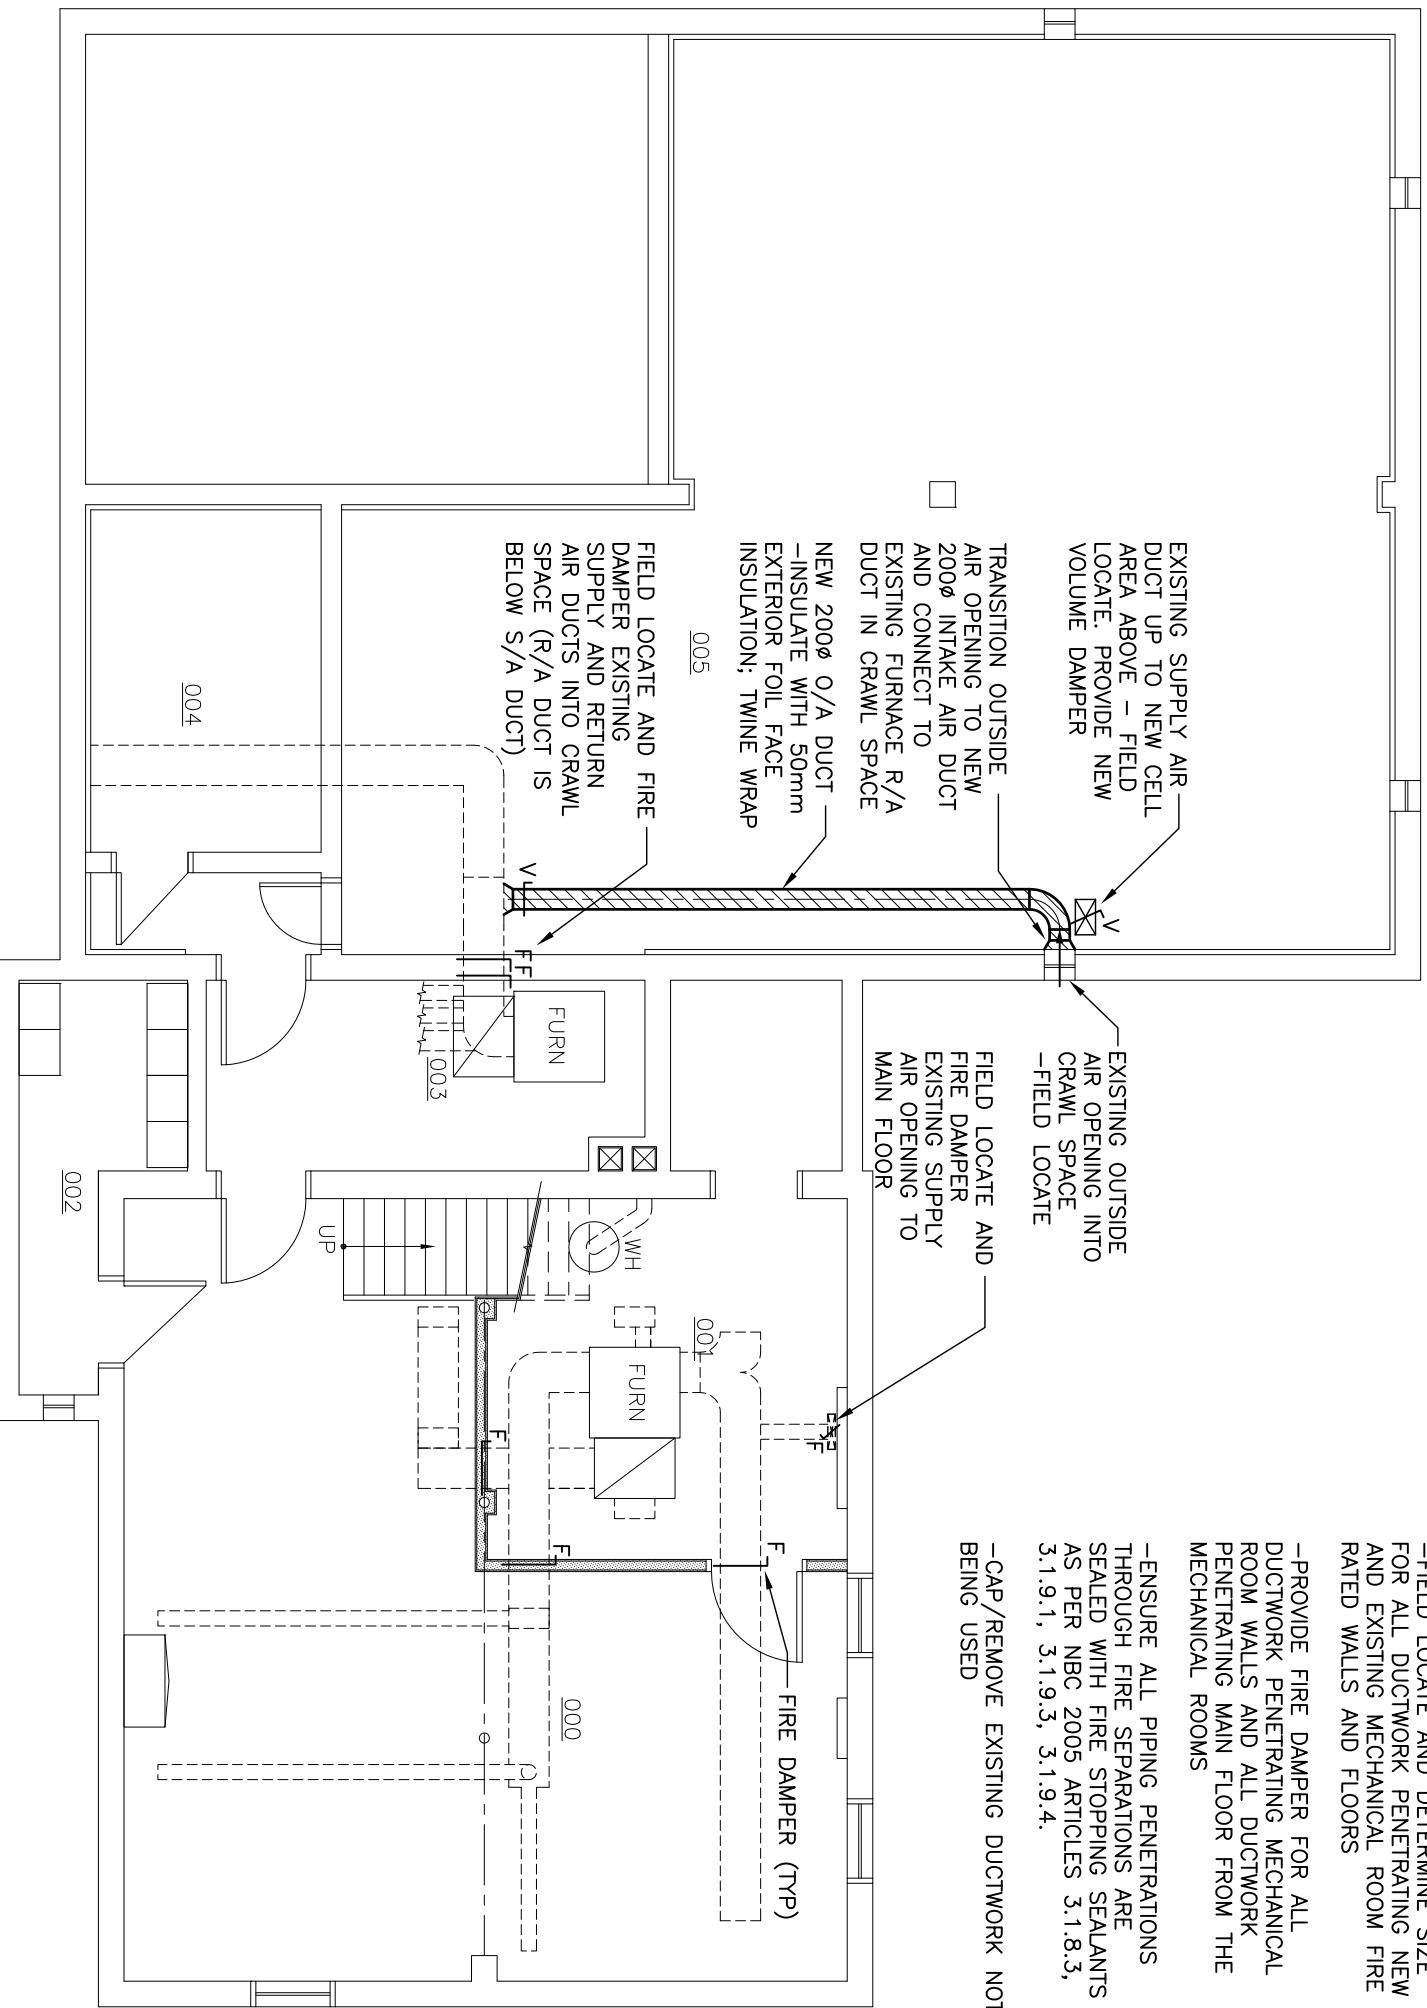 -FIELD LOCATE AND DETERMINE SIZE
FOR ALL DUCTWORK PENETRATING NEW
AND EXISTING MECHANICAL ROOM FIRE
RATED WALLS AND FLOORS
-PROVIDE FIRE DAMPER FOR ALL
DUCTWORK PENETRATING MECHANICAL
ROOM WALLS AND ALL DUCTWORK
PENETRATING MAIN FLOOR FROM THE
MECHANICAL ROOMS
-ENSURE ALL PIPING PENETRATIONS
THROUGH FIRE SEPARATIONS ARE
SEALED WITH FIRE STOPPING SEALANTS
AS PER NBC 2005 ARTICLES 3.1.8.3,
3.1.9.1, 3.1.9.3, 3.1.9.4.
-CAP/REMOVE EXISTING DUCTWORK NOT
BEING USED
EXISTING SUPPLY AIR
DUCT UP TO NEW CELL
AREA ABOVE - FIELD
LOCATE. PROVIDE NEW
VOLUME DAMPER
V
TRANSITION OUTSIDE
AIR OPENING TO NEW
200ø INTAKE AIR DUCT
AND CONNECT TO
EXISTING FURNACE R/A
DUCT IN CRAWL SPACE
NEW 200ø O/A DUCT
-INSULATE WITH 50mm
EXTERIOR FOIL FACE
INSULATION; TWINE WRAP
FIELD LOCATE AND FIRE
DAMPER EXISTING
SUPPLY AND RETURN
AIR DUCTS INTO CRAWL
SPACE (R/A DUCT IS
BELOW S/A DUCT)
005
004
V
F
F
EXISTING OUTSIDE
AIR OPENING INTO
CRAWL SPACE
-FIELD LOCATE
FIELD LOCATE AND
FIRE DAMPER
EXISTING SUPPLY
AIR OPENING TO
MAIN FLOOR
FURN
003
002
WH
UP
001
FURN
F
F
F
F
FIRE DAMPER (TYP)
000